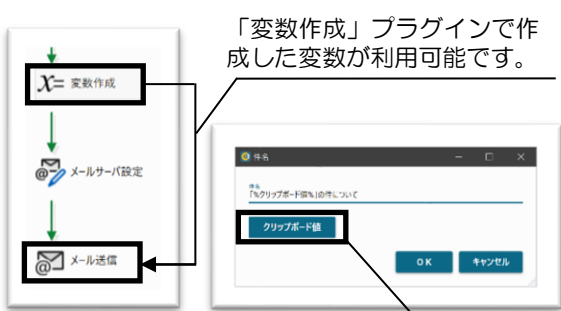 「変数作成」プラグインで作
成した変数が利用可能です。
X= 変数作成
メールサーバ設定
メール送信
件名
件名
「%クリップボード値%」の件について
クリップボード値
OK
キャンセル